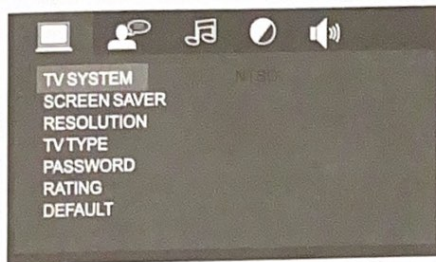 TV SYSTEM
SCREEN SAVER
RESOLUTION
TV TYPE
PASSWORD
RATING
DEFAULT